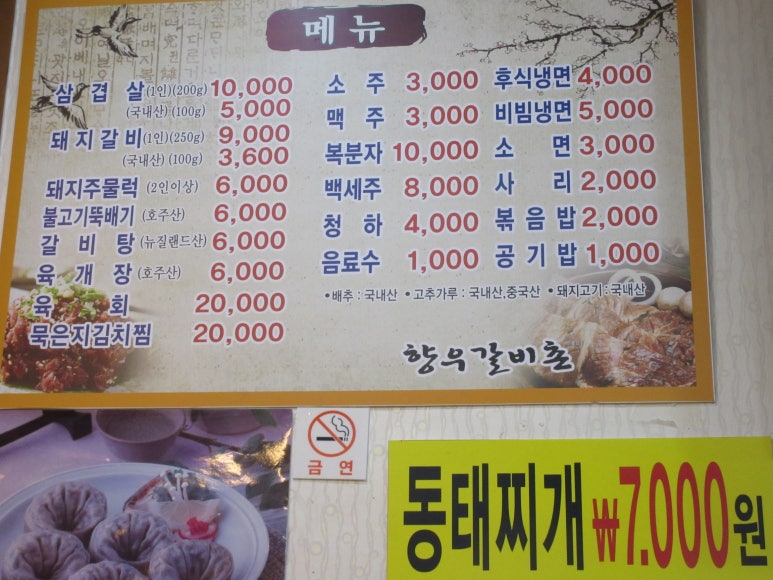 메뉴
삼겹살(1인)(200g) 10,000
(국내산)(100g) 5,000
돼지갈비(1인)(250g) 9,000
(국내산)(100g) 3,600
돼지주물럭 (2인이상) 6,000
불고기뚝배기 (호주산) 6,000
갈비탕 (뉴질랜드산) 6,000
육개장 (호주산) 6,000
육회 20,000
묵은지김치찜 20,000
소주 3,000
맥주 3,000
복분자 10,000
백세주 8,000
청하 4,000
음료수 1,000
후식냉면 4,000
비빔냉면 5,000
소면 3,000
사리 2,000
볶음밥 2,000
공기밥 1,000
•배추 : 국내산 •고추가루 : 국내산,중국산 •돼지고기 : 국내산
향우갈비촌
금연
동태찌개 ₩7.000원